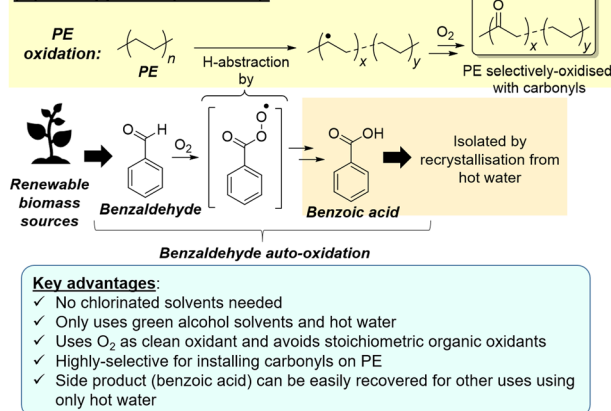 PE
oxidation:
n
PE
H-abstraction
by
x
y
O2
O
x
y
PE selectively-oxidised
with carbonyls
Renewable
biomass
sources
O
H
Benzaldehyde
O2
O
O
O
O
OH
Benzoic acid
Isolated by
recrystallisation from
hot water
Benzaldehyde auto-oxidation
Key advantages:
✓ No chlorinated solvents needed
✓ Only uses green alcohol solvents and hot water
✓ Uses O2 as clean oxidant and avoids stoichiometric organic oxidants
✓ Highly-selective for installing carbonyls on PE
✓ Side product (benzoic acid) can be easily recovered for other uses using
only hot water